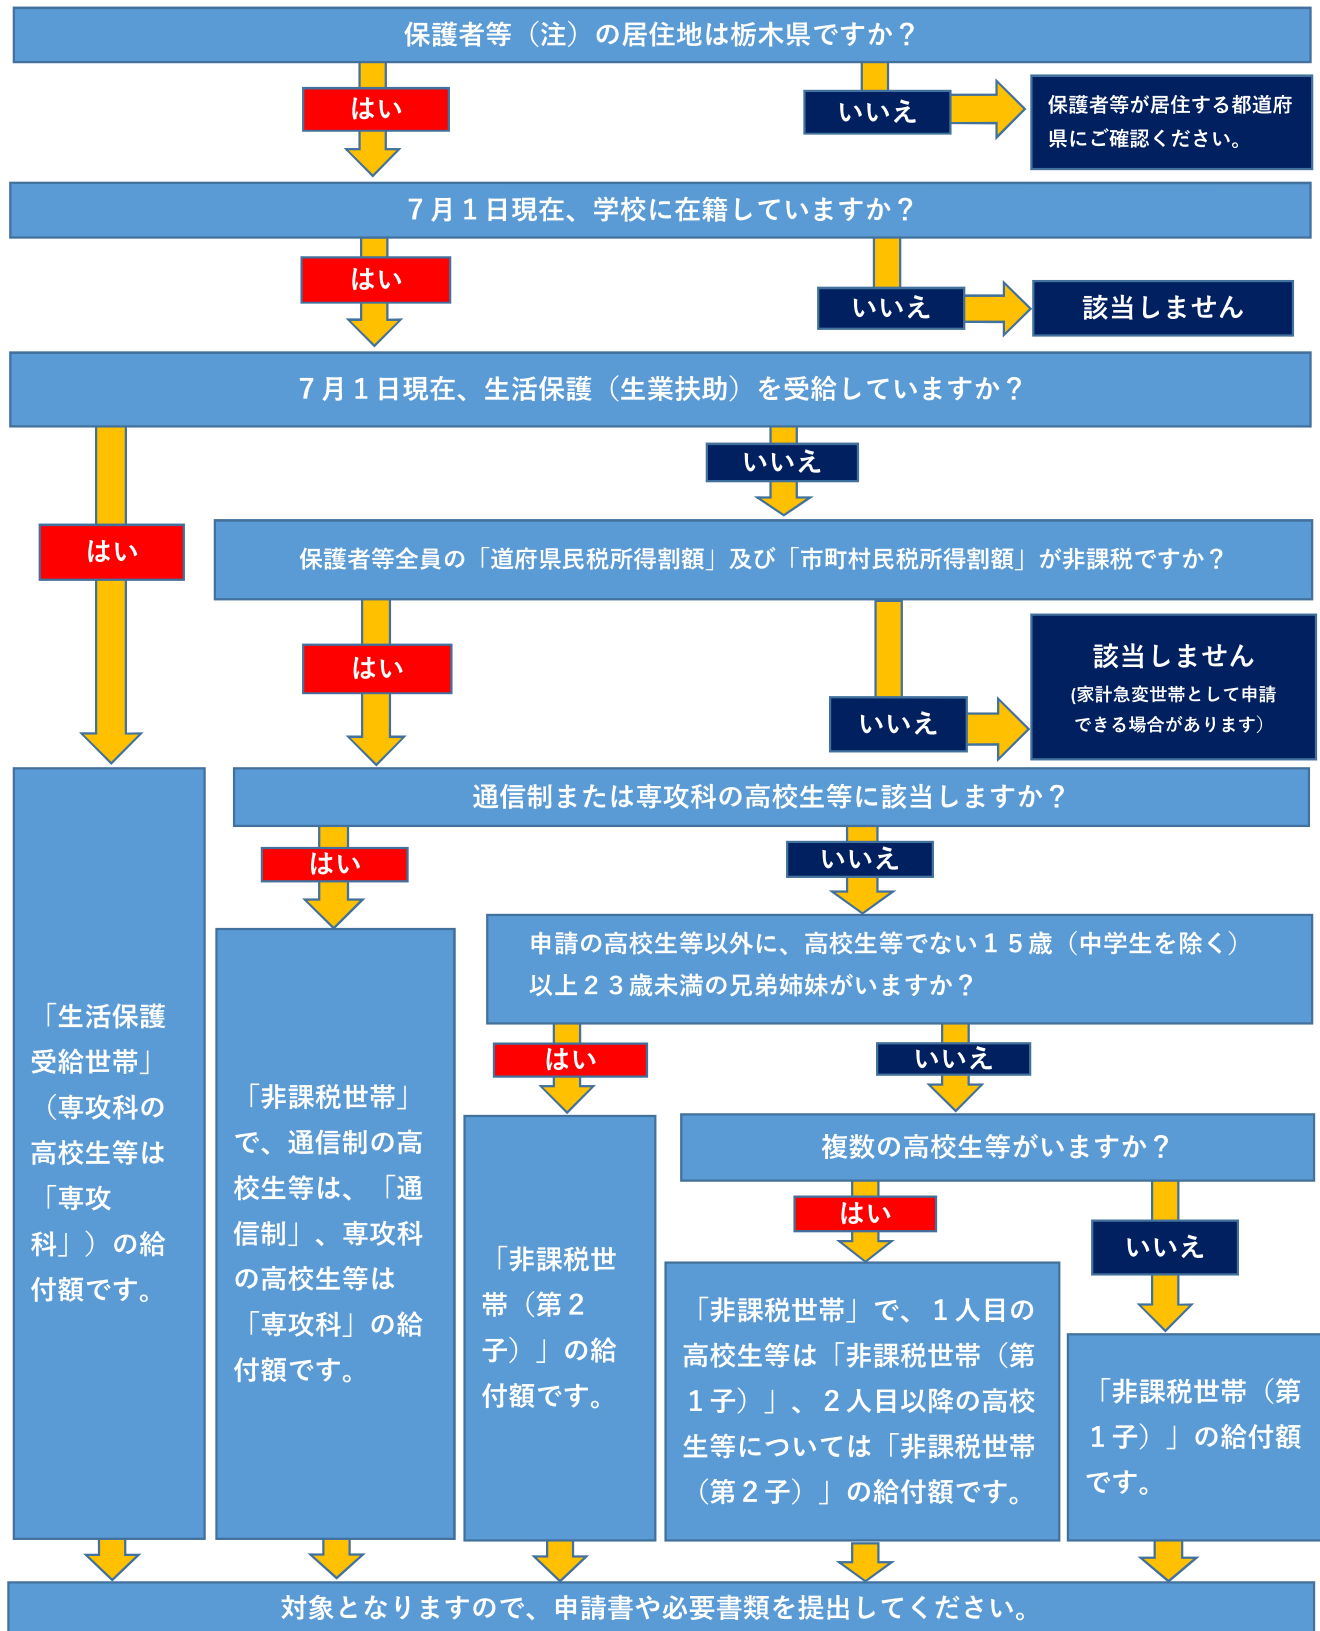 保護者等（注）の居住地は栃木県ですか？
はい
いいえ
保護者等が居住する都道府
県にご確認ください。
７月１日現在、学校に在籍していますか？
はい
いいえ
該当しません
７月１日現在、生活保護（生業扶助）を受給していますか？
いいえ
はい
保護者等全員の「道府県民税所得割額」及び「市町村民税所得割額」が非課税ですか？
はい
いいえ
該当しません
(家計急変世帯として申請
できる場合があります）
通信制または専攻科の高校生等に該当しますか？
はい
いいえ
申請の高校生等以外に、高校生等でない１５歳（中学生を除く）
以上２３歳未満の兄弟姉妹がいますか？
はい
いいえ
複数の高校生等がいますか？
はい
いいえ
「生活保護
受給世帯」
（専攻科の
高校生等は
「専攻
科」）の給
付額です。
「非課税世帯」
で、通信制の高
校生等は、「通
信制」、専攻科
の高校生等は
「専攻科」の給
付額です。
「非課税世
帯（第２
子）」の給
付額です。
「非課税世帯」で、１人目の
高校生等は「非課税世帯（第
１子）」、２人目以降の高校
生等については「非課税世帯
（第２子）」の給付額です。
「非課税世帯（第
１子）」の給付額
です。
対象となりますので、申請書や必要書類を提出してください。